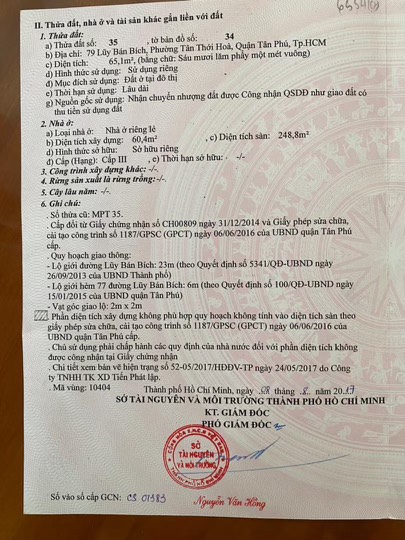 II. Thửa đất, nhà ở và tài sản khác gắn liền với đất
1. Thửa đất:
a) Thửa đất số: 35 , tờ bản đồ số: 34
b) Địa chỉ: 79 Lũy Bán Bích, Phường Tân Thới Hoà, Quận Tân Phú, Tp.HCM
c) Diện tích: 65,1m², (bằng chữ: Sáu mươi lăm phẩy một mét vuông)
d) Hình thức sử dụng: Sử dụng riêng
đ) Mục đích sử dụng: Đất ở tại đô thị
e) Thời hạn sử dụng: Lâu dài
g) Nguồn gốc sử dụng: Nhận chuyển nhượng đất được Công nhận QSDĐ như giao đất có
thu tiền sử dụng đất
2. Nhà ở:
a) Loại nhà ở: Nhà ở riêng lẻ
b) Diện tích xây dựng: 60,4m² , c) Diện tích sàn: 248,8m²
d) Hình thức sở hữu: Sở hữu riêng
đ) Cấp (Hạng): Cấp III , e) Thời hạn sở hữu: -/-
3. Công trình xây dựng khác: -/-.
4. Rừng sản xuất là rừng trồng: -/-.
5. Cây lâu năm: -/-.
6. Ghi chú:
. Số thửa cũ: MPT 35.
. Cấp đổi từ Giấy chứng nhận số CH00809 ngày 31/12/2014 và Giấy phép sửa chữa,
cải tạo công trình số 1187/GPSC (GPCT) ngày 06/06/2016 của UBND quận Tân Phú
cấp.
. Quy hoạch giao thông:
- Lộ giới đường Lũy Bán Bích: 23m (theo Quyết định số 5341/QĐ-UBND ngày
26/09/2013 của UBND Thành phố)
- Lộ giới hẻm 77 đường Lũy Bán Bích: 6m (theo Quyết định số 100/QĐ-UBND ngày
15/01/2015 của UBND quận Tân Phú)
- Vạt góc giao lộ: 2m x 2m
Phần diện tích xây dựng không phù hợp quy hoạch không tính vào diện tích sàn theo
giấy phép sửa chữa, cải tạo công trình số 1187/GPSC (GPCT) ngày 06/06/2016 của
UBND quận Tân Phú cấp.
. Chủ sử dụng phải chấp hành các quy định của nhà nước đối với phần diện tích không
được công nhận tại Giấy chứng nhận
. Chi tiết xem bản vẽ hiện trạng số 52-05/2017/HĐĐV-TP ngày 24/05/2017 do Công
ty TNHH TK XD Tiến Phát lập.
. Mã vùng: 10404
Thành phố Hồ Chí Minh, ngày 28 tháng 8 năm 2017
SỞ TÀI NGUYÊN VÀ MÔI TRƯỜNG THÀNH PHỐ HỒ CHÍ MINH
KT. GIÁM ĐỐC
PHÓ GIÁM ĐỐC
SỞ
TÀI NGUYÊN
VÀ MÔI TRƯỜNG
Số vào sổ cấp GCN: CS 01983
Nguyễn Văn Hồng